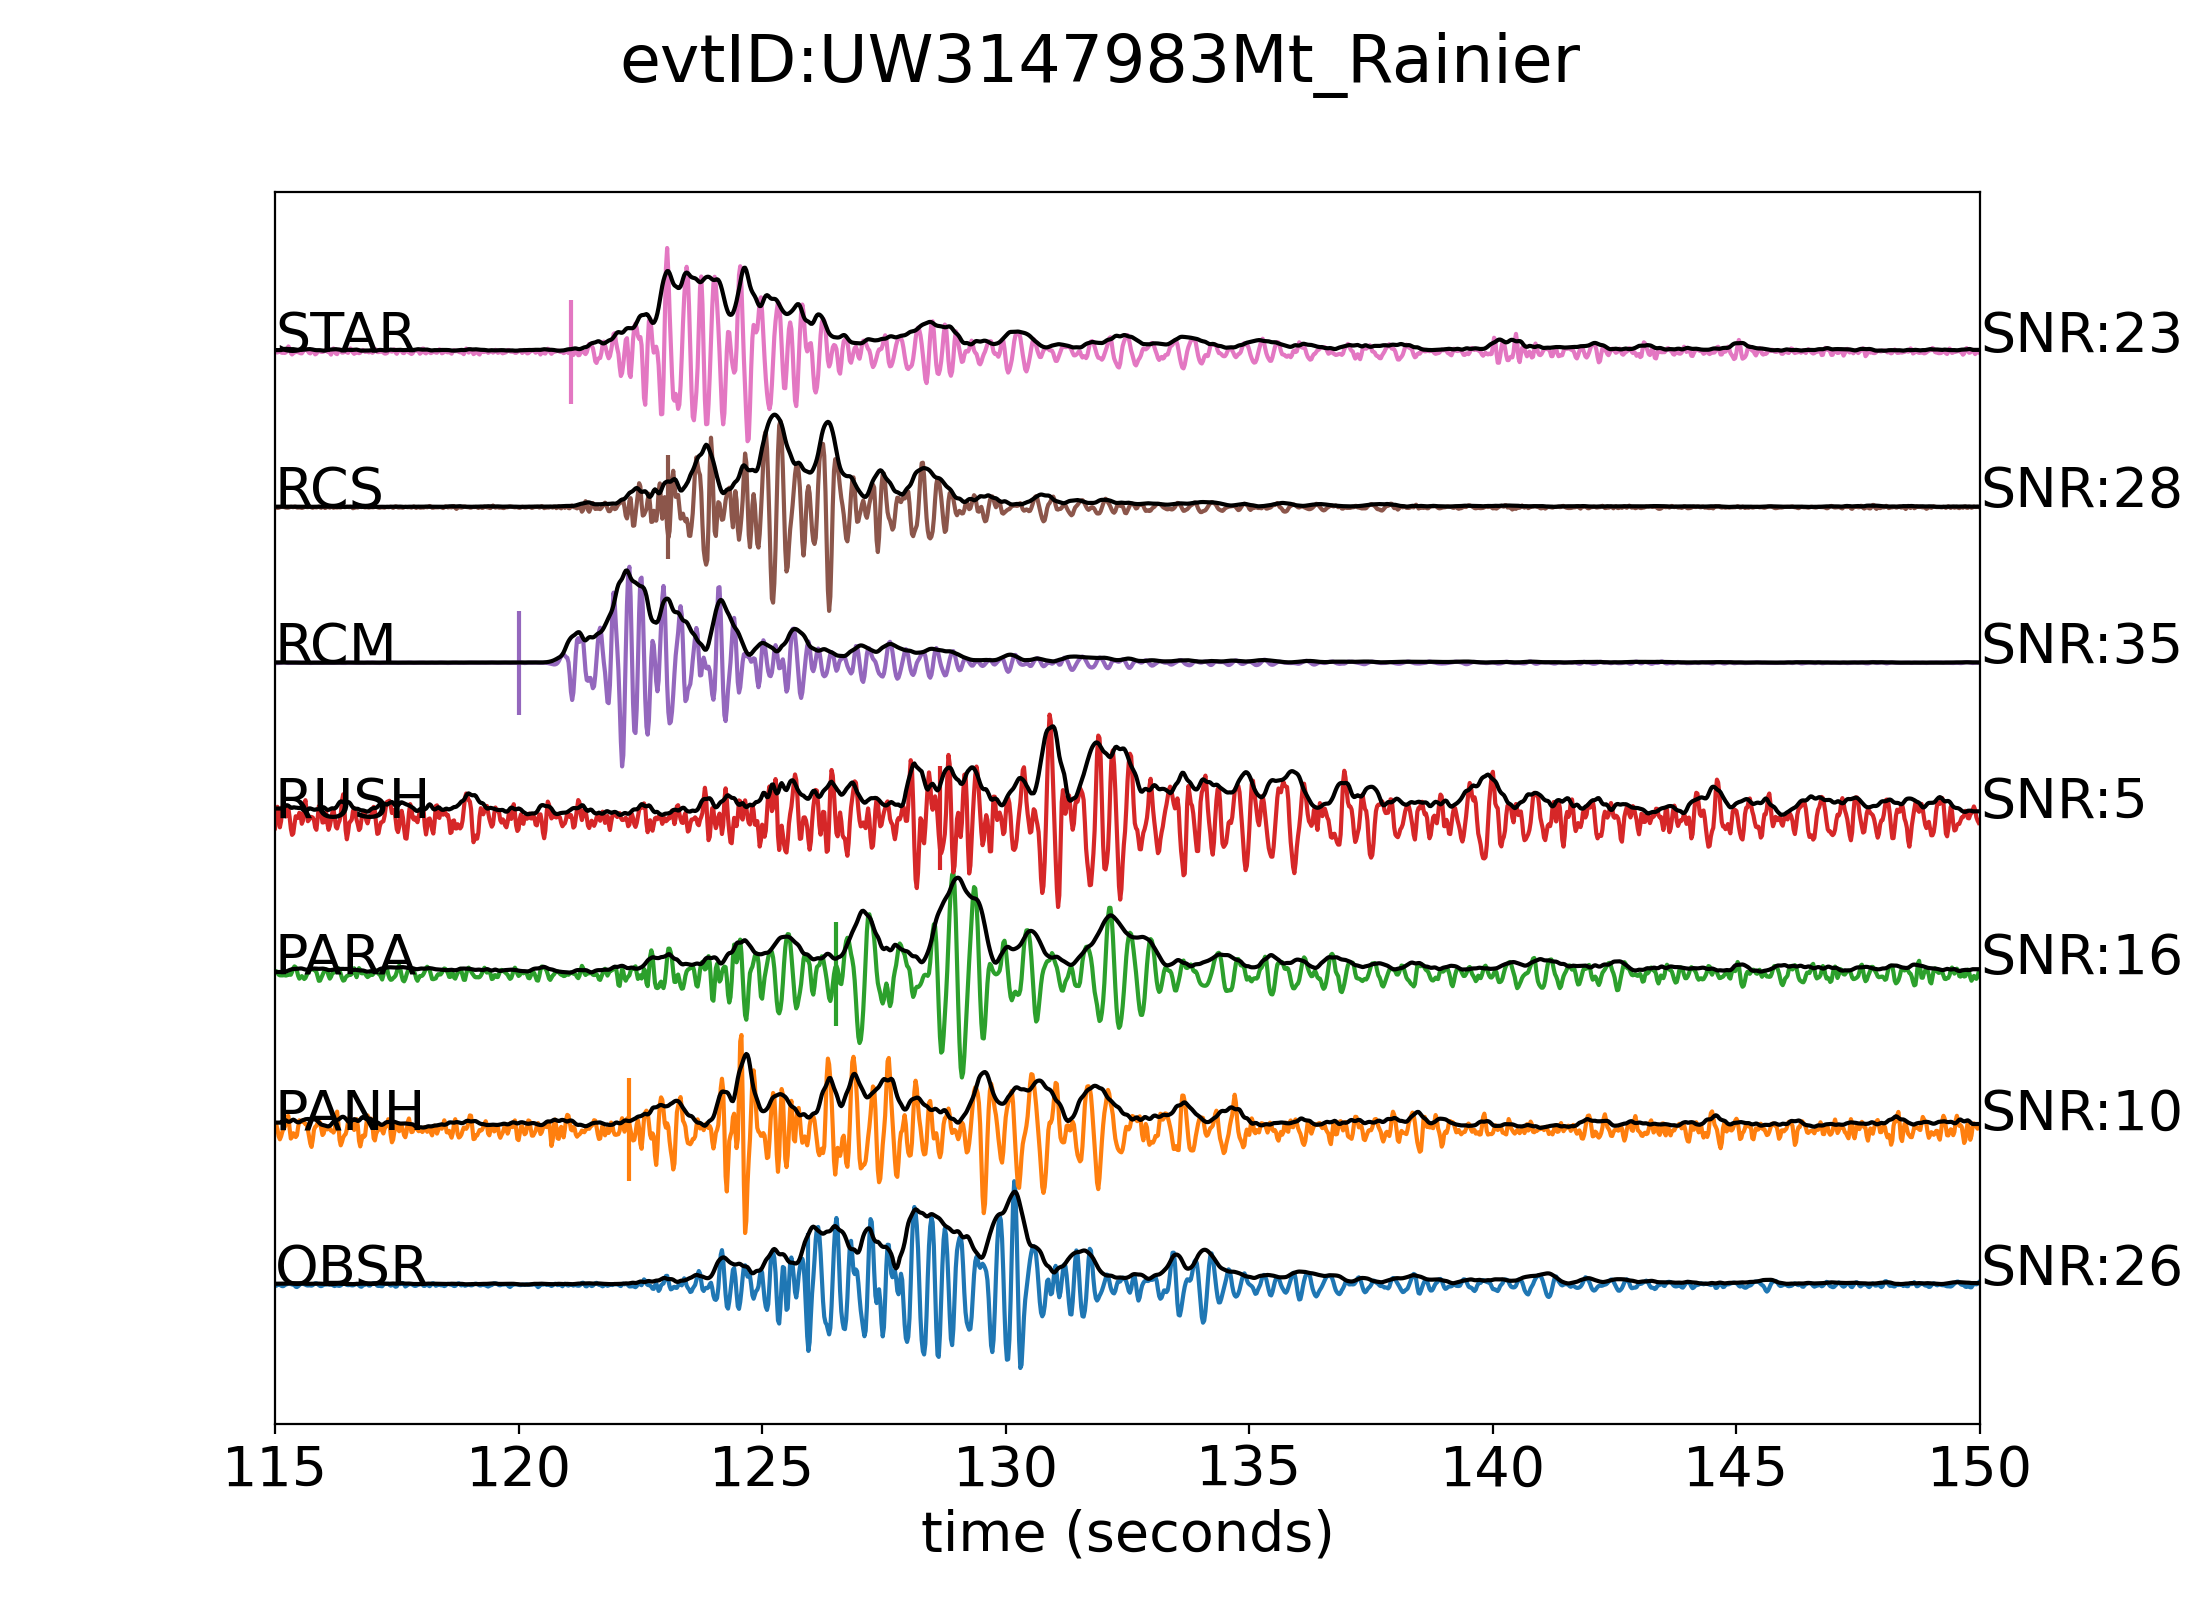 evtID:UW3147983Mt_Rainier
STAR SNR:23
RCS SNR:28
RCM SNR:35
RUSH SNR:5
PARA SNR:16
PANH SNR:10
OBSR SNR:26
115 120 125 130 135 140 145 150
time (seconds)